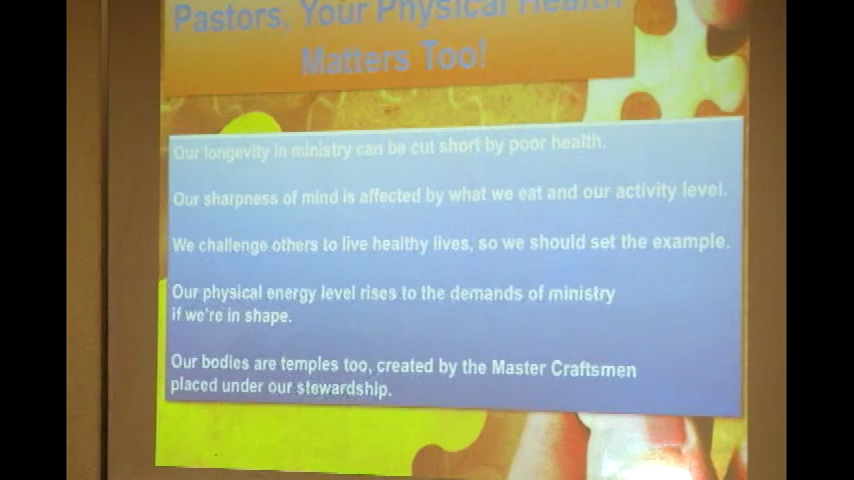 Pastors, Your Physical Health
Matters Too!
Our longevity in ministry can be cut short by poor health.
Our sharpness of mind is affected by what we eat and our activity level.
We challenge others to live healthy lives, so we should set the example.
Our physical energy level rises to the demands of ministry
if we're in shape.
Our bodies are temples too, created by the Master Craftsmen
placed under our stewardship.